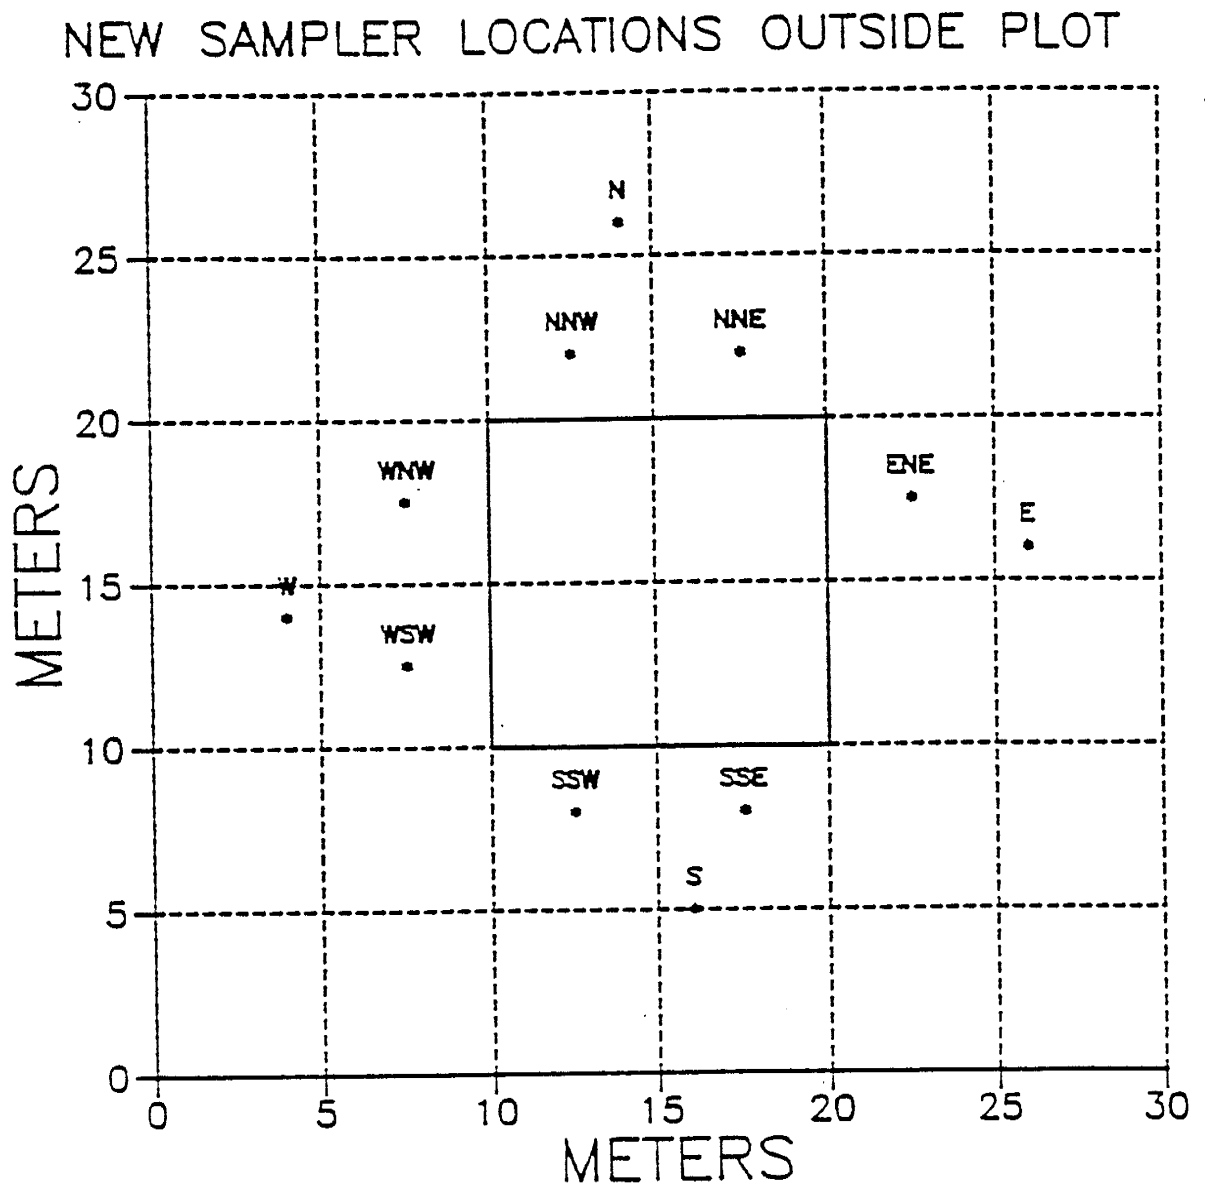 NEW SAMPLER LOCATIONS OUTSIDE PLOT
30
N
25
NNW NNE
20
WNW ENE
E
METERS
15
W
WSW
10
SSW SSE
S
5
0
0 5 10 15 20 25 30
METERS